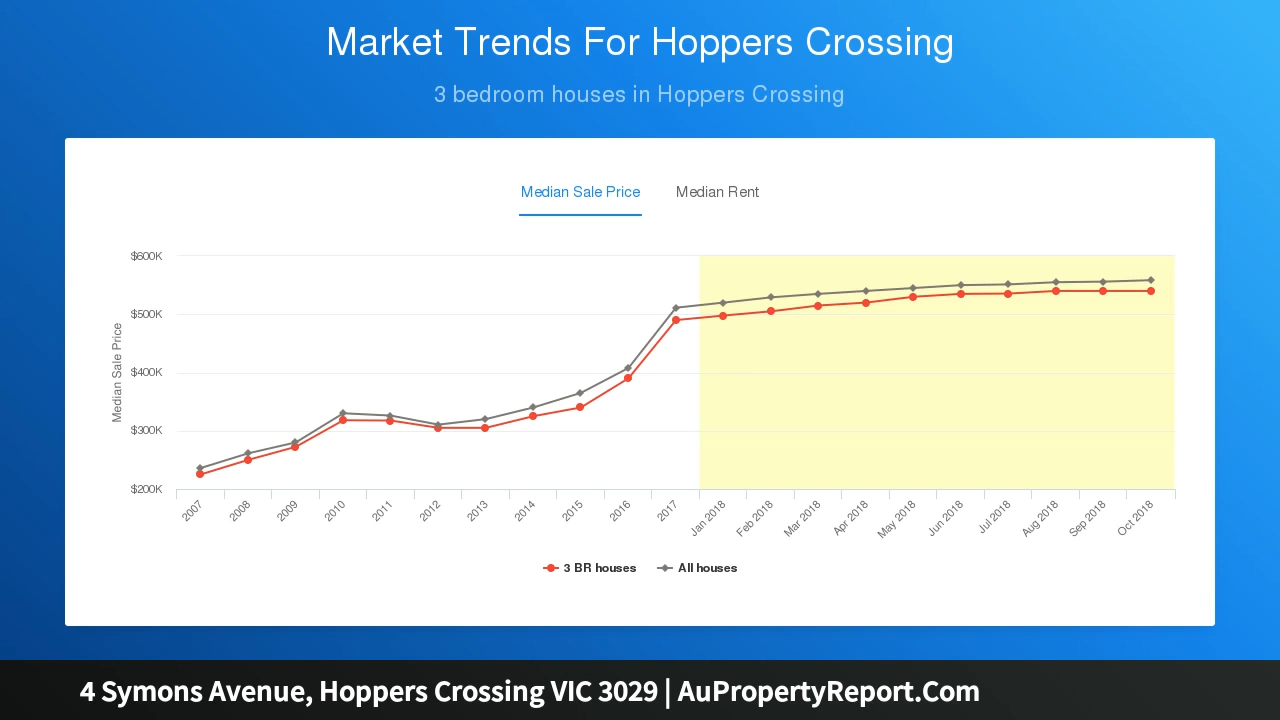 Market Trends For Hoppers Crossing
3 bedroom houses in Hoppers Crossing
Median Sale Price
Median Rent
Median Sale Price
$600K
$500K
$400K
$300K
$200K
2007
2008
2009
2010
2011
2012
2013
2014
2015
2016
2017
Jan 2018
Feb 2018
Mar 2018
Apr 2018
May 2018
Jun 2018
Jul 2018
Aug 2018
Sep 2018
Oct 2018
3 BR houses
All houses
4 Symons Avenue, Hoppers Crossing VIC 3029 | AuPropertyReport.Com